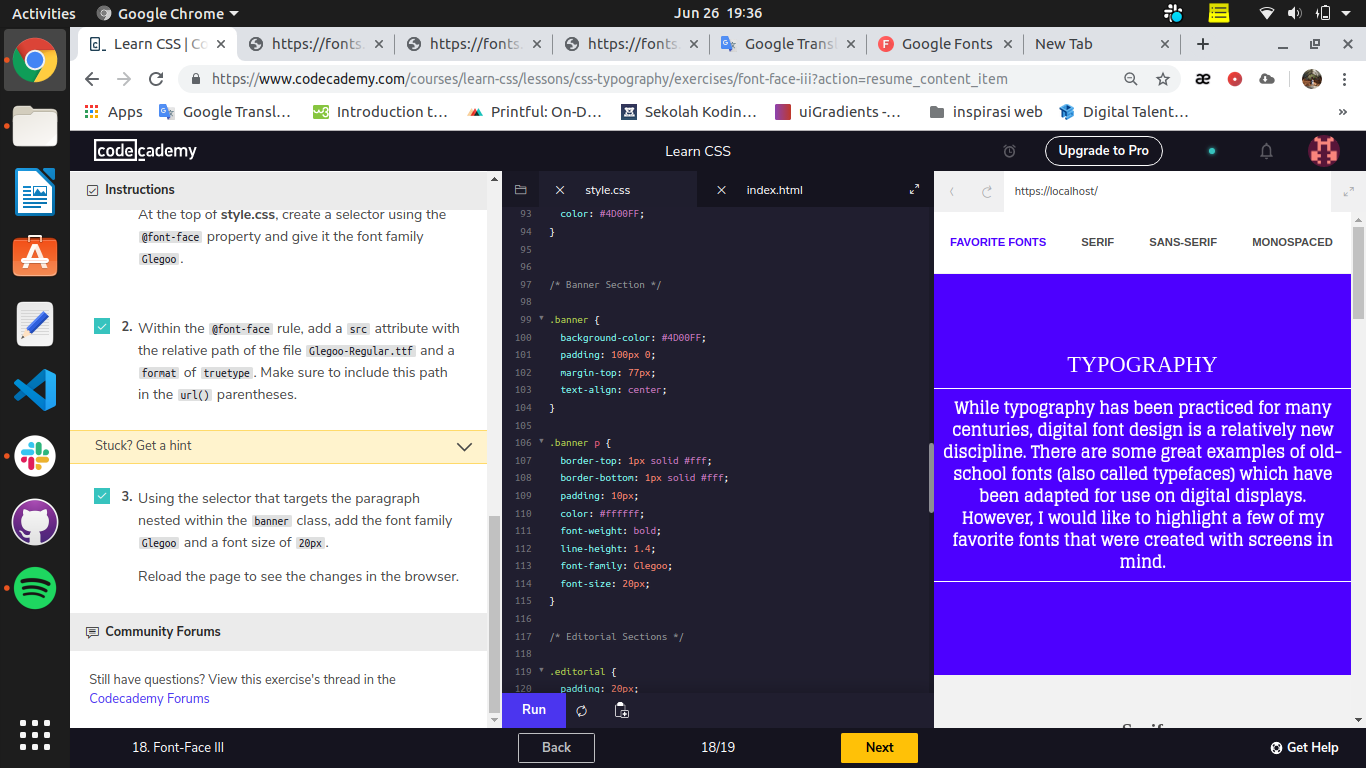 Activities
Google Chrome
Jun 26 19:36
Learn CSS | Co
https://fonts.
https://fonts.
https://fonts.
Google Transl
Google Fonts
New Tab
https://www.codecademy.com/courses/learn-css/lessons/css-typography/exercises/font-face-iii?action=resume_content_item
Apps
Google Transl…
Introduction t…
Printful: On-D…
Sekolah Kodin…
uiGradients -…
inspirasi web
Digital Talent…
»
codecademy
Learn CSS
Upgrade to Pro
Instructions
At the top of style.css, create a selector using the
@font-face property and give it the font family
Glegoo.
2. Within the @font-face rule, add a src attribute with
the relative path of the file Glegoo-Regular.ttf and a
format of truetype. Make sure to include this path
in the url() parentheses.
Stuck? Get a hint
3. Using the selector that targets the paragraph
nested within the banner class, add the font family
Glegoo and a font size of 20px.
Reload the page to see the changes in the browser.
Community Forums
Still have questions? View this exercise's thread in the
Codecademy Forums
style.css
index.html
93 color: #4D00FF;
94 }
95
96
97 /* Banner Section */
98
99 .banner {
100 background-color: #4D00FF;
101 padding: 100px 0;
102 margin-top: 77px;
103 text-align: center;
104 }
105
106 .banner p {
107 border-top: 1px solid #fff;
108 border-bottom: 1px solid #fff;
109 padding: 10px;
110 color: #ffffff;
111 font-weight: bold;
112 line-height: 1.4;
113 font-family: Glegoo;
114 font-size: 20px;
115 }
116
117 /* Editorial Sections */
118
119 .editorial {
120 padding: 20px;
Run
https://localhost/
FAVORITE FONTS
SERIF
SANS-SERIF
MONOSPACED
TYPOGRAPHY
While typography has been practiced for many
centuries, digital font design is a relatively new
discipline. There are some great examples of old-
school fonts (also called typefaces) which have
been adapted for use on digital displays.
However, I would like to highlight a few of my
favorite fonts that were created with screens in
mind.
Serif
18. Font-Face III
Back
18/19
Next
Get Help